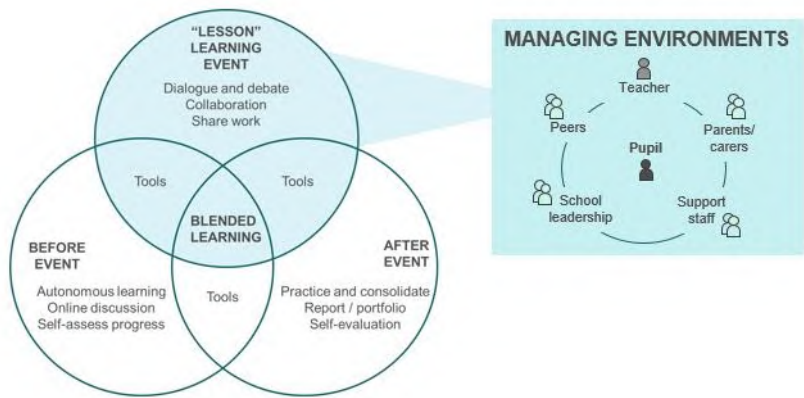 “LESSON”
LEARNING
EVENT
Dialogue and debate
Collaboration
Share work
Tools
Tools
BLENDED
LEARNING
BEFORE
EVENT
Autonomous learning
Online discussion
Self-assess progress
Tools
AFTER
EVENT
Practice and consolidate
Report / portfolio
Self-evaluation
MANAGING ENVIRONMENTS
Teacher
Peers
Parents/
carers
Pupil
School
leadership
Support
staff